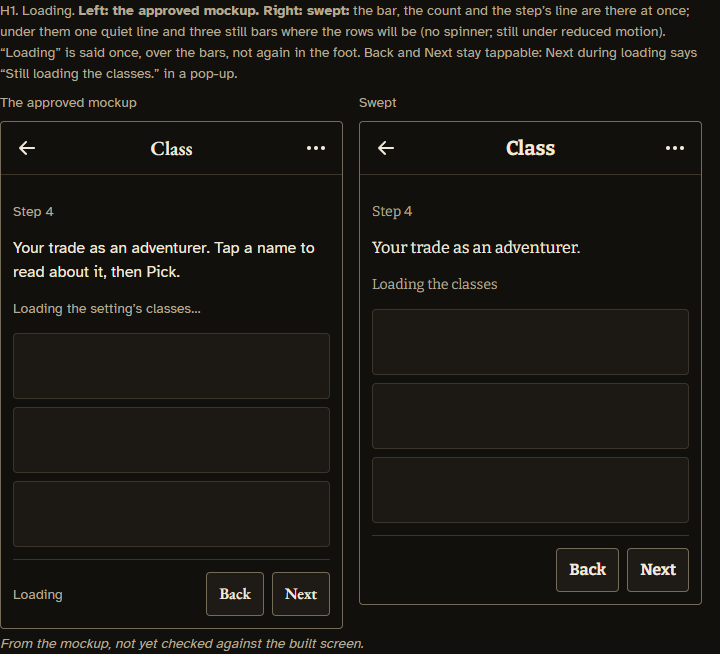 H1. Loading. Left: the approved mockup. Right: swept: the bar, the count and the step's line are there at once;
under them one quiet line and three still bars where the rows will be (no spinner; still under reduced motion).
“Loading” is said once, over the bars, not again in the foot. Back and Next stay tappable: Next during loading says
“Still loading the classes.” in a pop-up.
The approved mockup
Class
Step 4
Your trade as an adventurer. Tap a name to
read about it, then Pick.
Loading the setting's classes...
Loading
Back
Next
Swept
Class
Step 4
Your trade as an adventurer.
Loading the classes
Back
Next
From the mockup, not yet checked against the built screen.